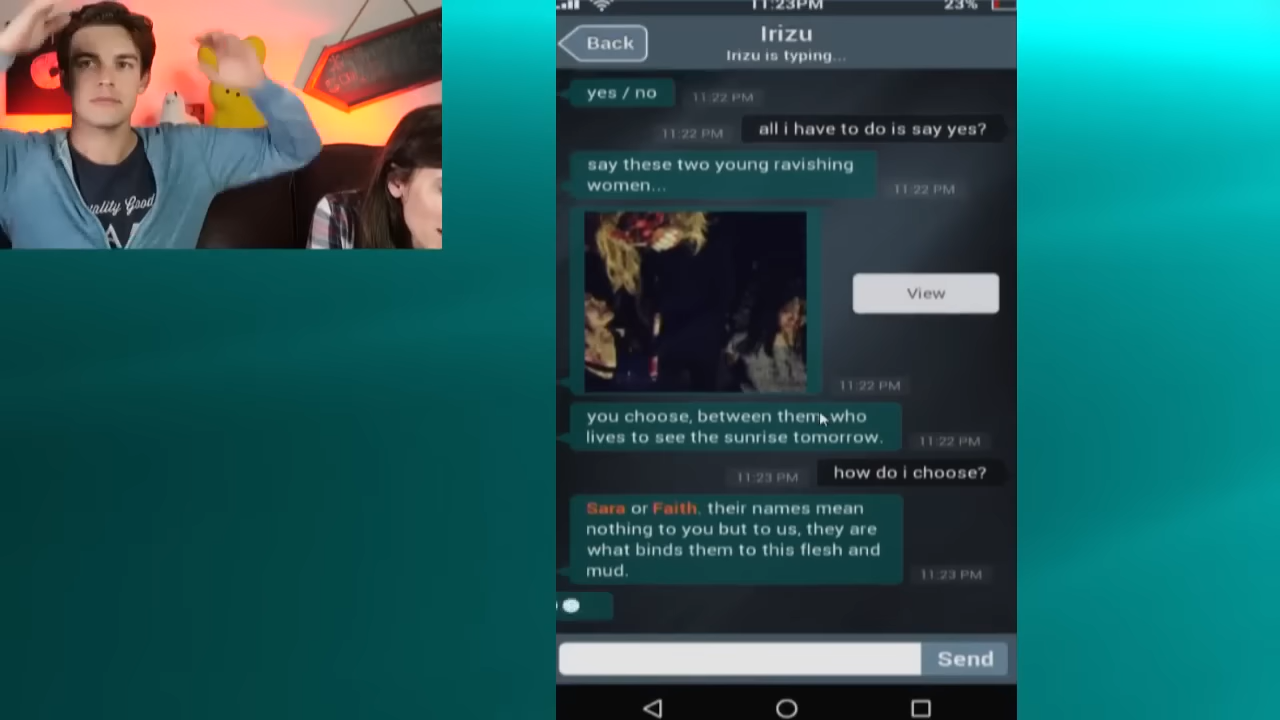 11:23PM
23%
Back
Irizu
Irizu is typing...
yes / no
11:22 PM
all i have to do is say yes?
11:22 PM
say these two young ravishing
women...
11:22 PM
View
11:22 PM
you choose, between them who
lives to see the sunrise tomorrow.
11:22 PM
how do i choose?
11:23 PM
Sara or Faith. their names mean
nothing to you but to us, they are
what binds them to this flesh and
mud.
11:23 PM
Send